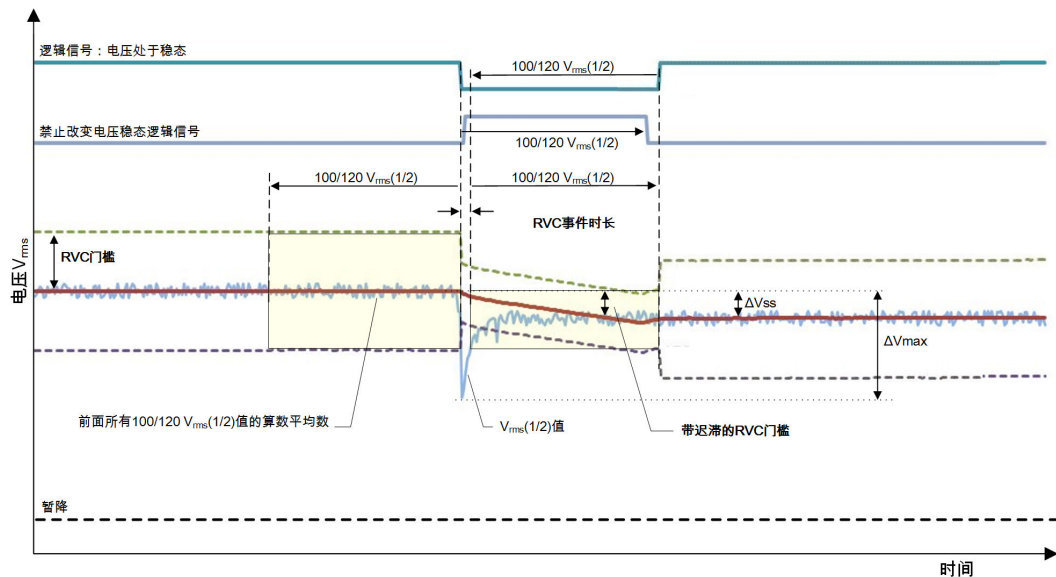 逻辑信号：电压处于稳态
100/120 Vrms(1/2)
禁止改变电压稳态逻辑信号
100/120 Vrms(1/2)
100/120 Vrms(1/2)
100/120 Vrms(1/2)
RVC事件时长
RVC门槛
电压Vrms
ΔVss
ΔVmax
前面所有100/120 Vrms(1/2)值的算数平均数
Vrms(1/2)值
带迟滞的RVC门槛
暂降
时间